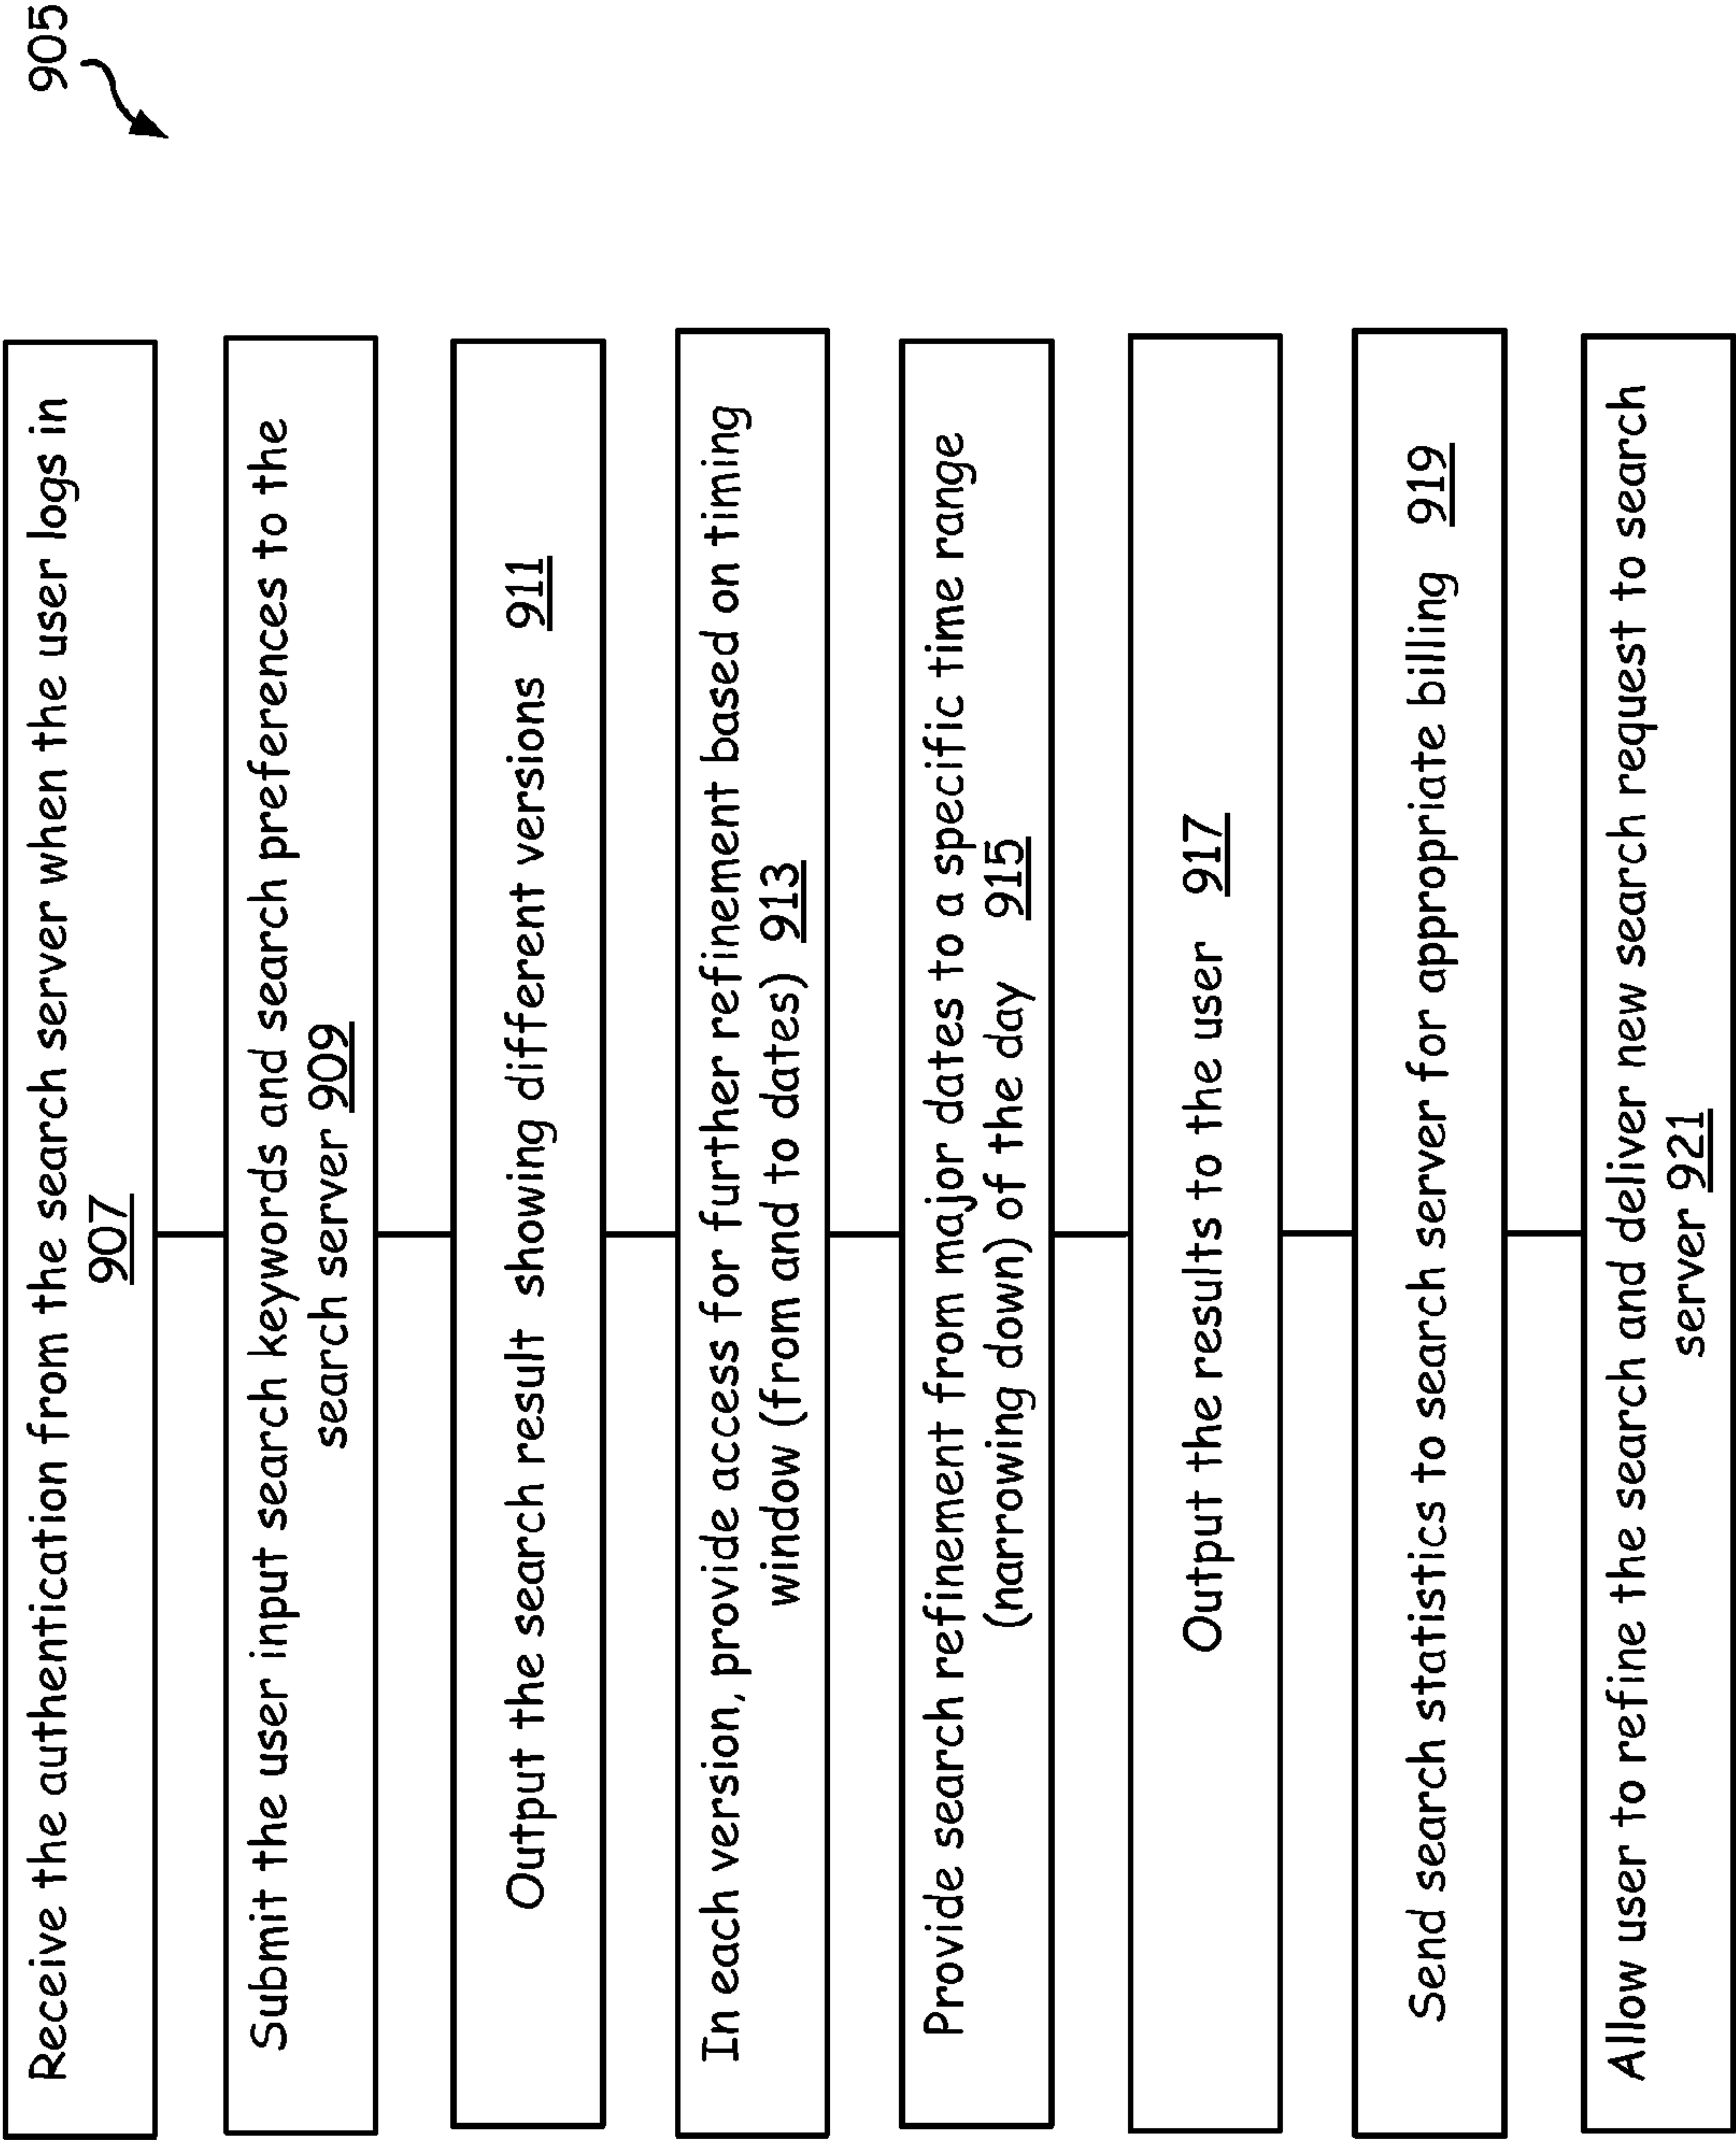 905
Receive the authentication from the search server when the user logs in
907
Submit the user input search keywords and search preferences to the
search server 909
Output the search result showing different versions 911
In each version, provide access for further refinement based on timing
window (from and to dates) 913
Provide search refinement from major dates to a specific time range
(narrowing down) of the day 915
Output the results to the user 917
Send search statistics to search server for appropriate billing 919
Allow user to refine the search and deliver new search request to search
server 921